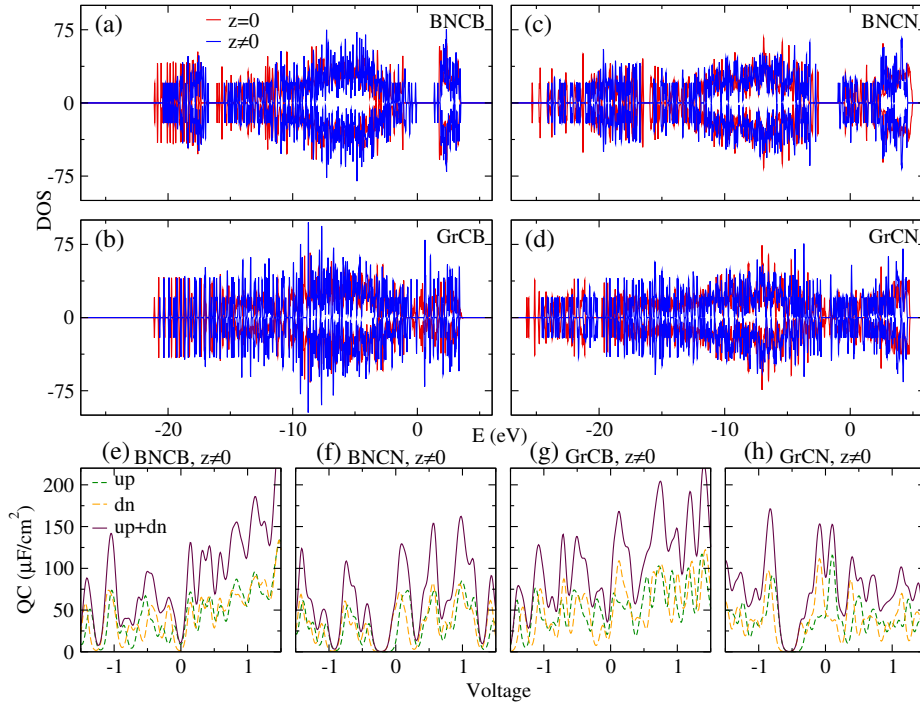 (a) z=0 BNCB
z≠0
(c) BNCN
75
0
-75
DOS
(b) GrCB
(d) GrCN
75
0
-75
-20 -10 0 E (eV) -20 -10 0
(e) BNCB, z≠0 (f) BNCN, z≠0 (g) GrCB, z≠0 (h) GrCN, z≠0
up
dn
up+dn
QC (μF/cm²)
200
150
100
50
0
-1 0 1 -1 0 1 -1 0 1 -1 0 1
Voltage